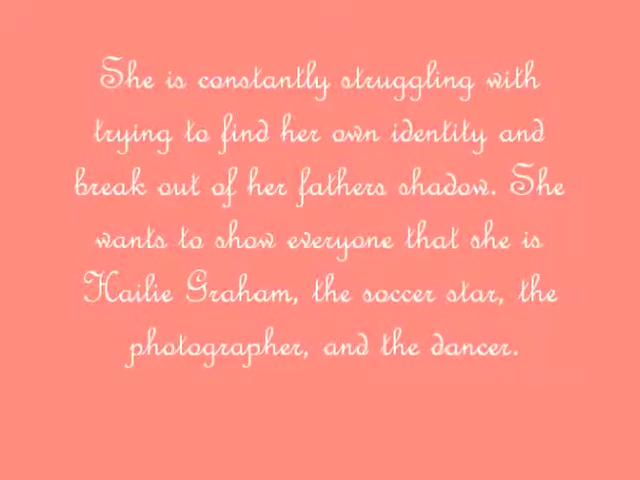 She is constantly struggling with
trying to find her own identity and
break out of her fathers shadow. She
wants to show everyone that she is
Hailie Graham, the soccer star, the
photographer, and the dancer.